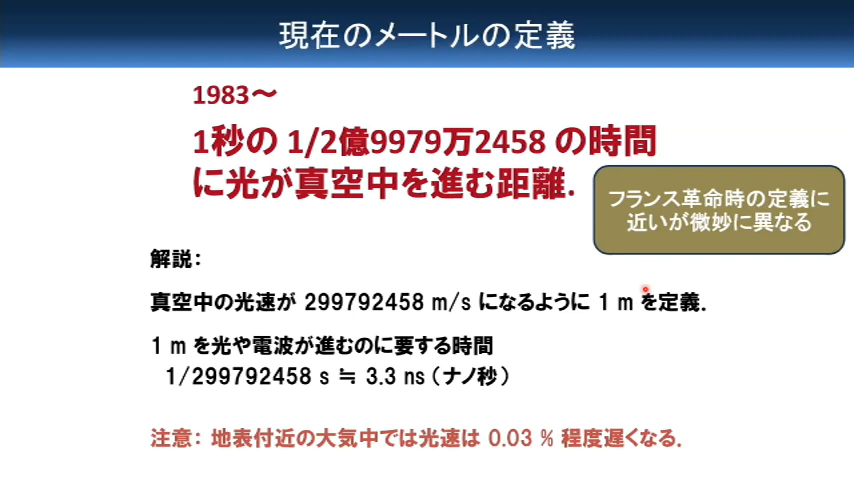 現在のメートルの定義
1983～
1秒の 1/2億9979万2458 の時間
に光が真空中を進む距離.
フランス革命時の定義に
近いが微妙に異なる
解説：
真空中の光速が 299792458 m/s になるように 1 m を定義.
1 m を光や電波が進むのに要する時間
1/299792458 s ≒ 3.3 ns（ナノ秒）
注意： 地表付近の大気中では光速は 0.03 % 程度遅くなる.